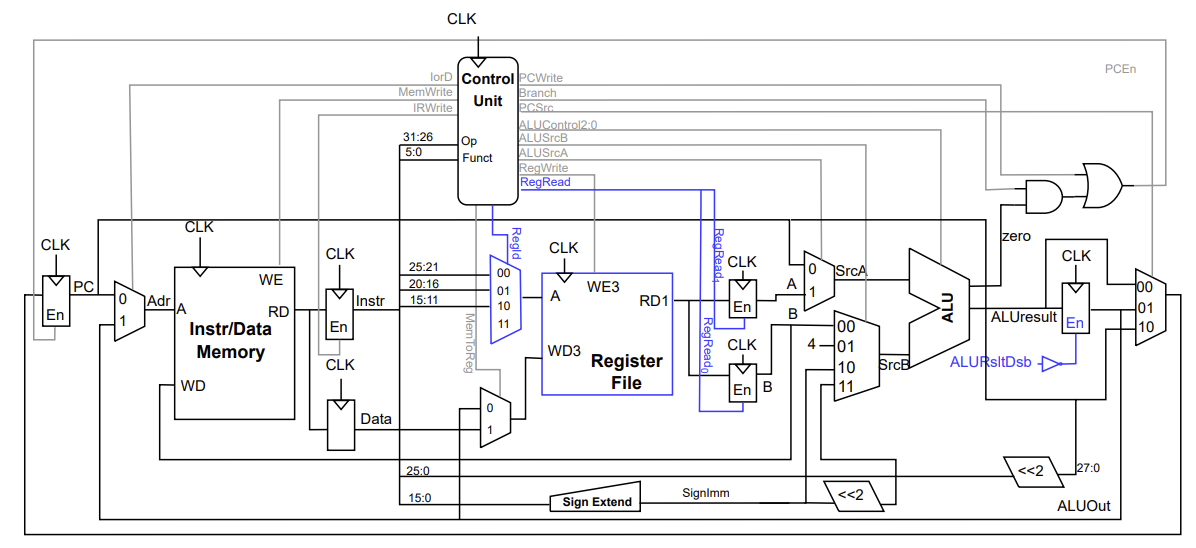 CLK
IorD
MemWrite
IRWrite
Control
Unit
PCWrite
Branch
PCSrc
ALUControl2:0
ALUSrcB
ALUSrcA
RegWrite
RegRead
PCEn
31:26
Op
5:0
Funct
CLK
PC
En
0
1
Adr
CLK
WE
A
RD
Instr/Data
Memory
WD
CLK
Instr
En
CLK
Data
25:21
20:16
15:11
00
01
10
11
RegId
MemToReg
0
1
CLK
A
WE3
RD1
WD3
Register
File
RegRead1
RegRead0
CLK
En
A
CLK
En
B
B
0
1
SrcA
00
4
01
10
11
SrcB
ALU
zero
ALUresult
CLK
En
ALURsltDsb
00
01
10
25:0
<<2
27:0
15:0
Sign Extend
SignImm
<<2
ALUOut